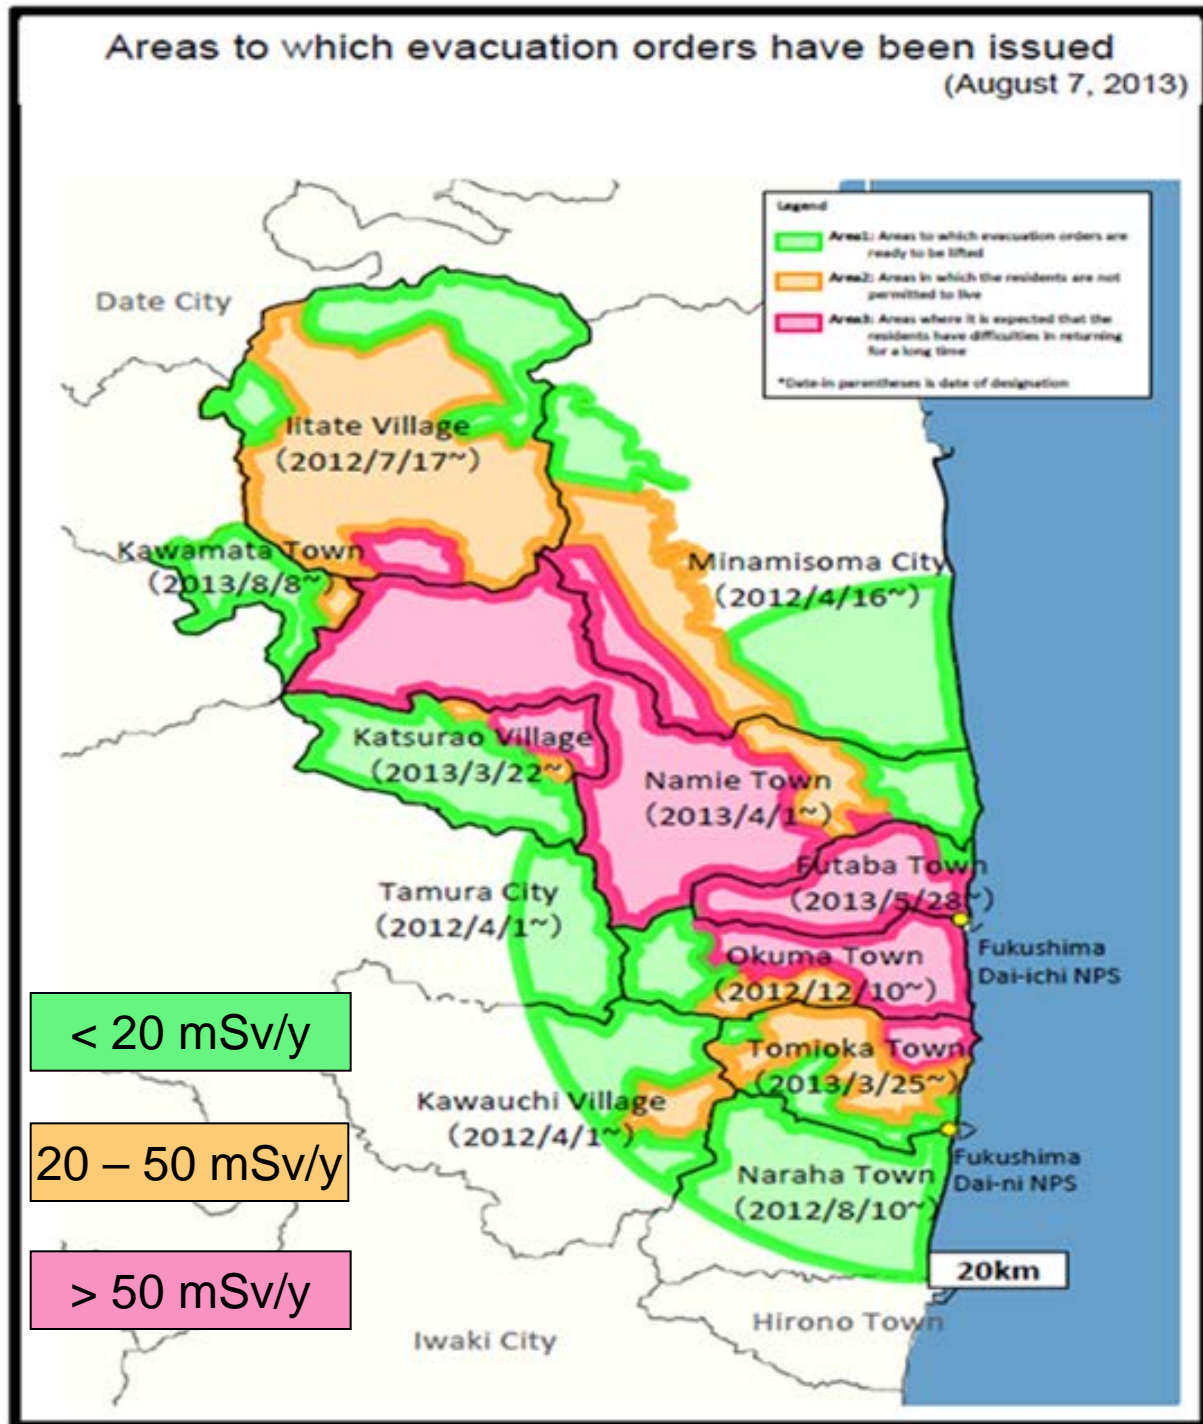 Areas to which evacuation orders have been issued
(August 7, 2013)
Legend
Area1: Areas to which evacuation orders are
ready to be lifted
Area2: Areas in which the residents are not
permitted to live
Area3: Areas where it is expected that the
residents have difficulties in returning
for a long time
*Date-in parentheses is date of designation
Date City
Iitate Village
(2012/7/17~)
Kawamata Town
(2013/8/8~)
Minamisoma City
(2012/4/16~)
Katsurao Village
(2013/3/22~)
Namie Town
(2013/4/1~)
Futaba Town
(2013/5/28~)
Tamura City
(2012/4/1~)
Okuma Town
(2012/12/10~)
Fukushima
Dai-ichi NPS
< 20 mSv/y
Tomioka Town
(2013/3/25~)
Kawauchi Village
(2012/4/1~)
20 – 50 mSv/y
Fukushima
Dai-ni NPS
Naraha Town
(2012/8/10~)
> 50 mSv/y
20km
Hirono Town
Iwaki City